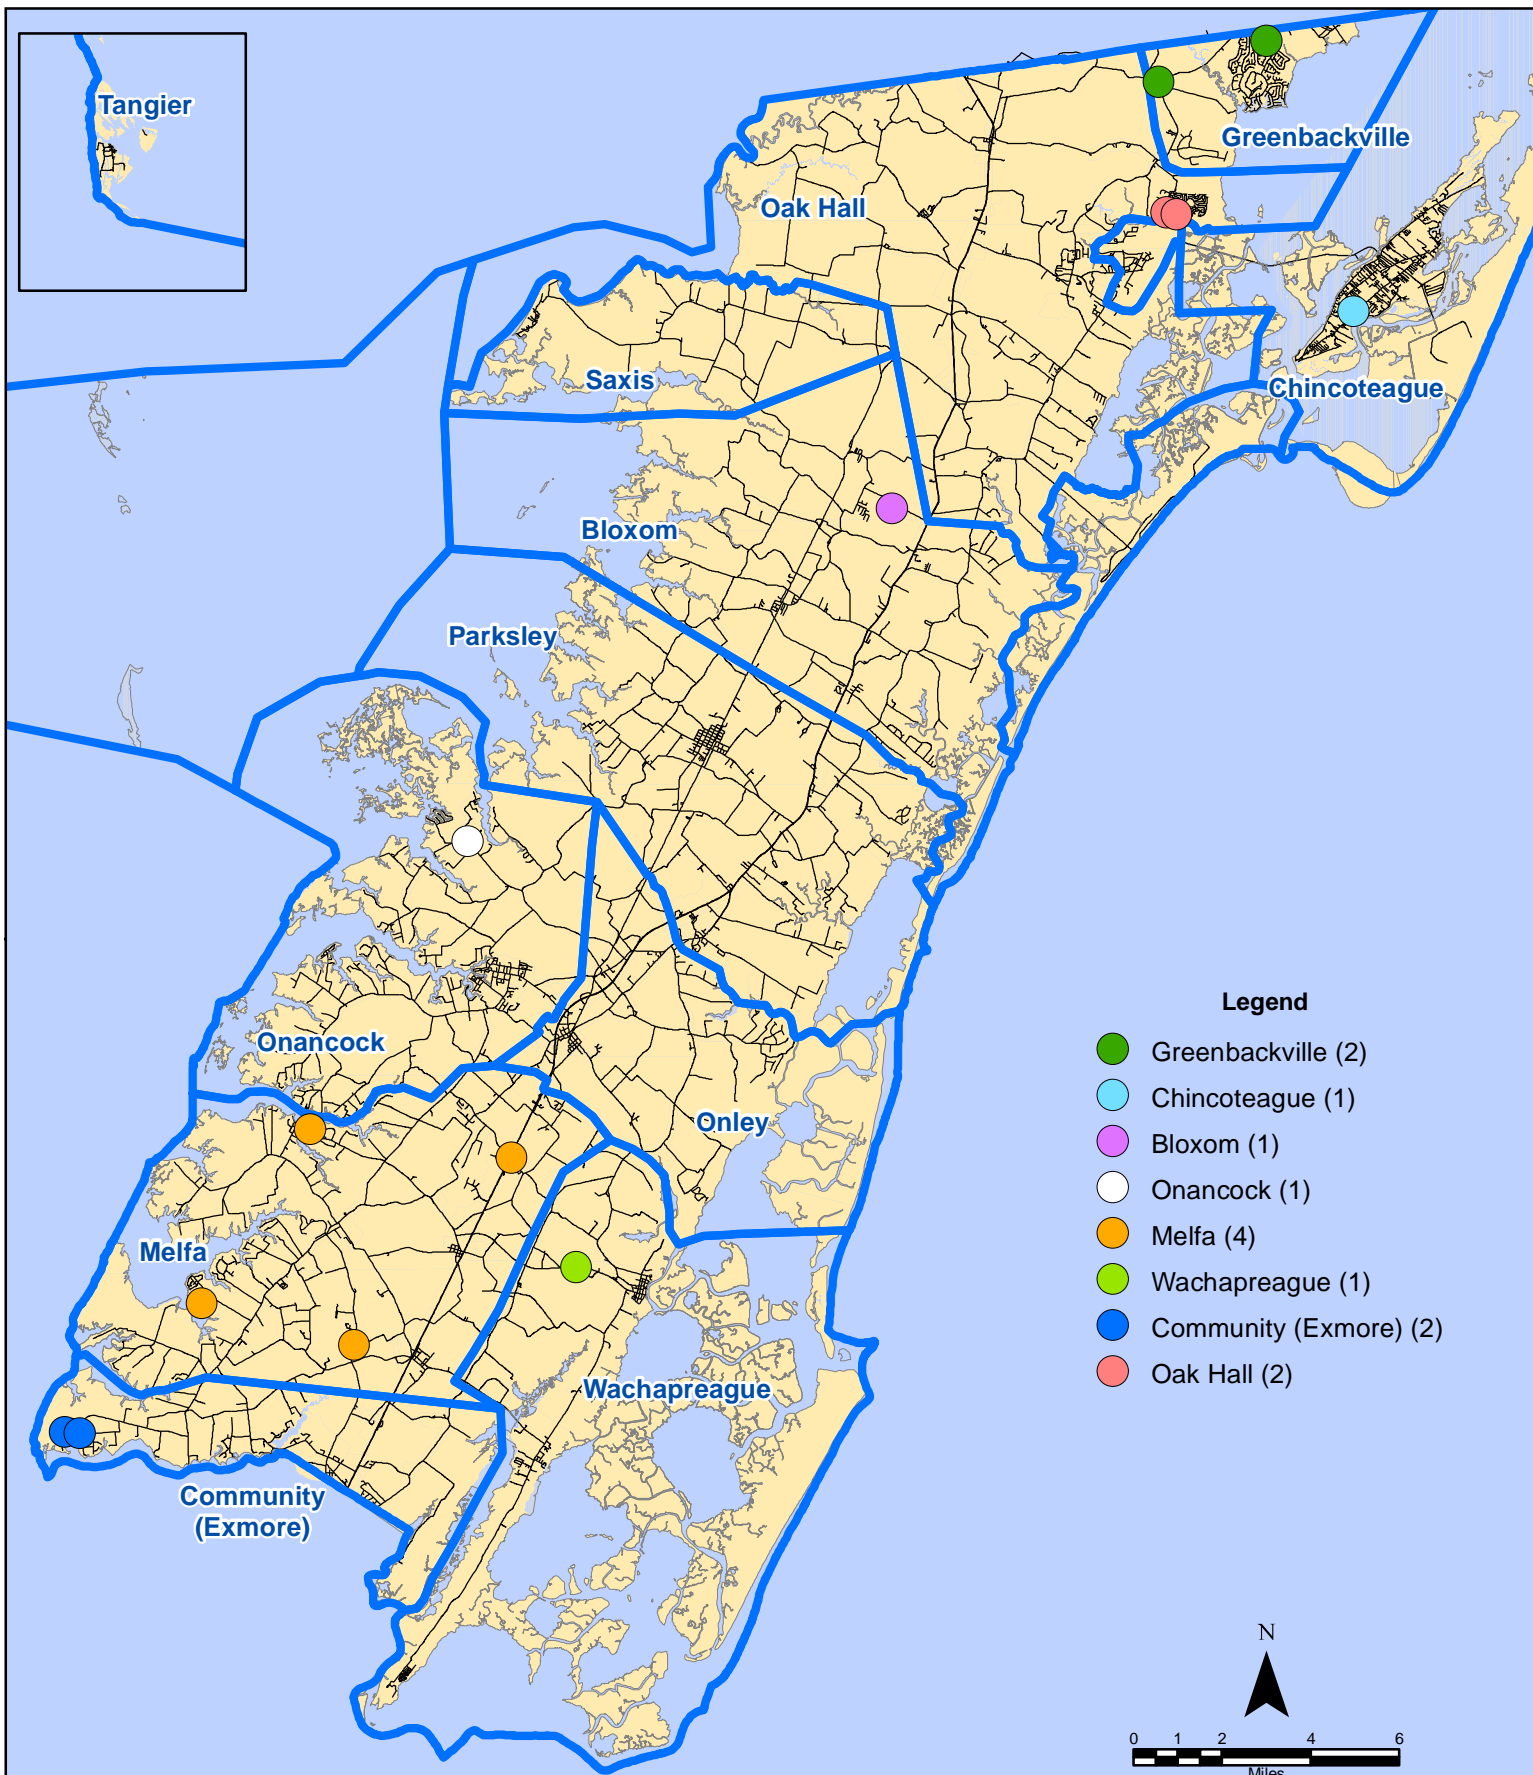 Tangier
Greenbackville
Oak Hall
Saxis
Chincoteague
Bloxom
Parksley
Onancock
Onley
Melfa
Wachapreague
Community
(Exmore)
Legend
Greenbackville (2)
Chincoteague (1)
Bloxom (1)
Onancock (1)
Melfa (4)
Wachapreague (1)
Community (Exmore) (2)
Oak Hall (2)
N
0 1 2 4 6
Miles